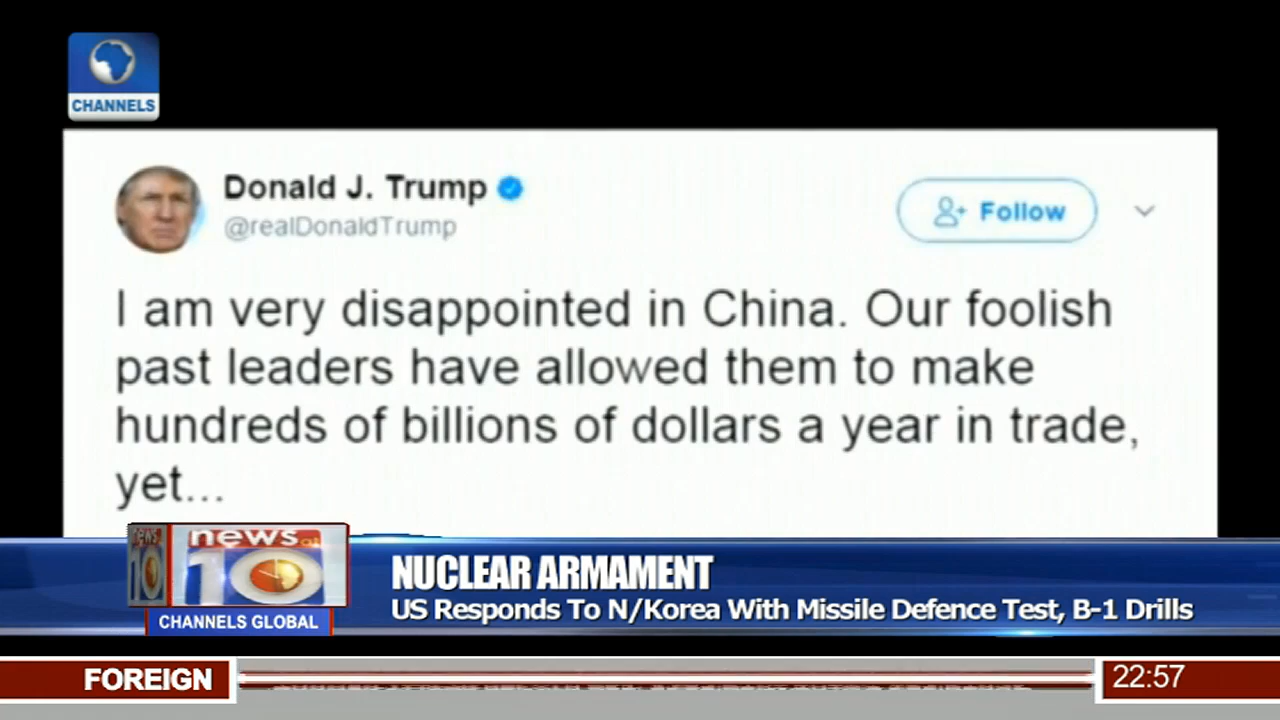 CHANNELS
Donald J. Trump
@realDonaldTrump
Follow
I am very disappointed in China. Our foolish
past leaders have allowed them to make
hundreds of billions of dollars a year in trade,
yet...
news at
10
CHANNELS GLOBAL
NUCLEAR ARMAMENT
US Responds To N/Korea With Missile Defence Test, B-1 Drills
FOREIGN
22:57